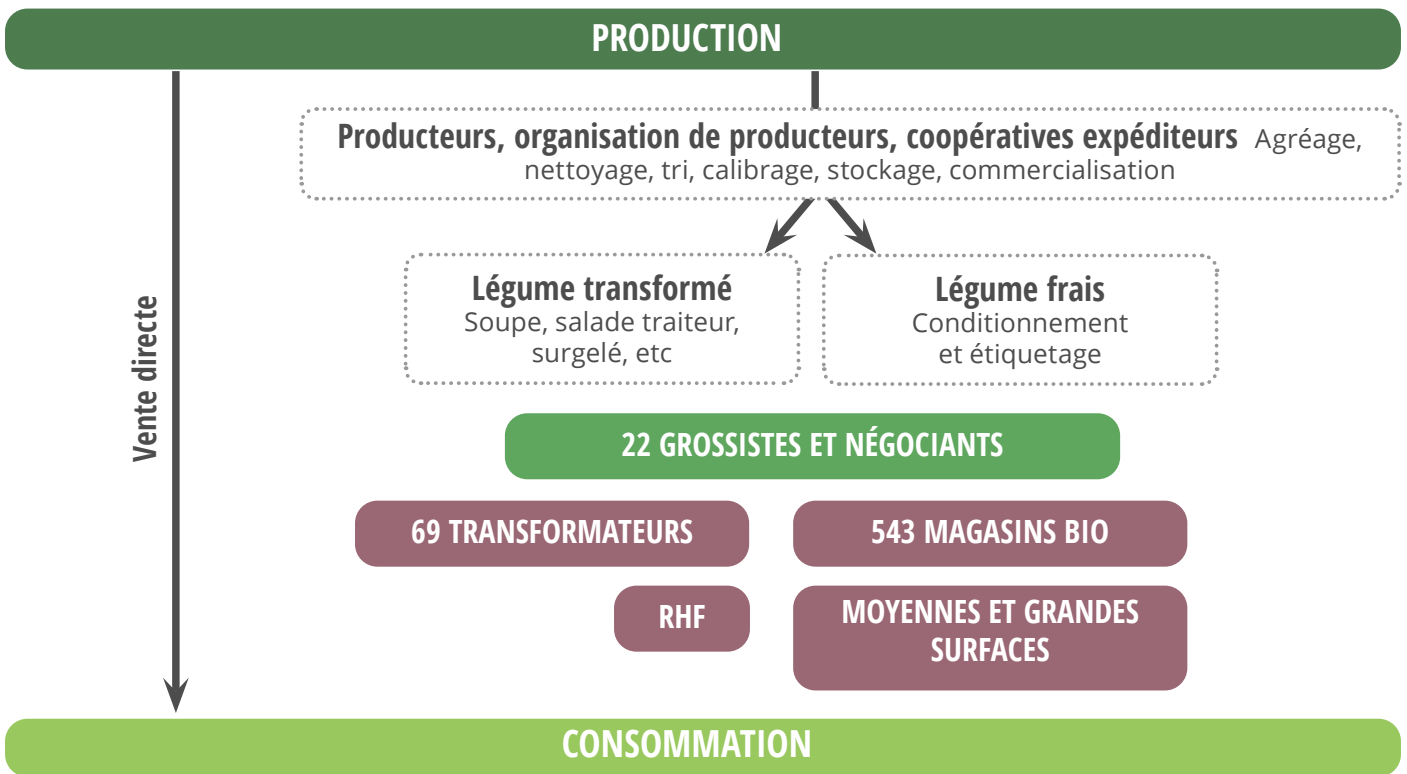 PRODUCTION
Producteurs, organisation de producteurs, coopératives expéditeurs Agréage,
nettoyage, tri, calibrage, stockage, commercialisation
Légume transformé
Soupe, salade traiteur,
surgelé, etc
Légume frais
Conditionnement
et étiquetage
Vente directe
22 GROSSISTES ET NÉGOCIANTS
69 TRANSFORMATEURS
543 MAGASINS BIO
RHF
MOYENNES ET GRANDES
SURFACES
CONSOMMATION